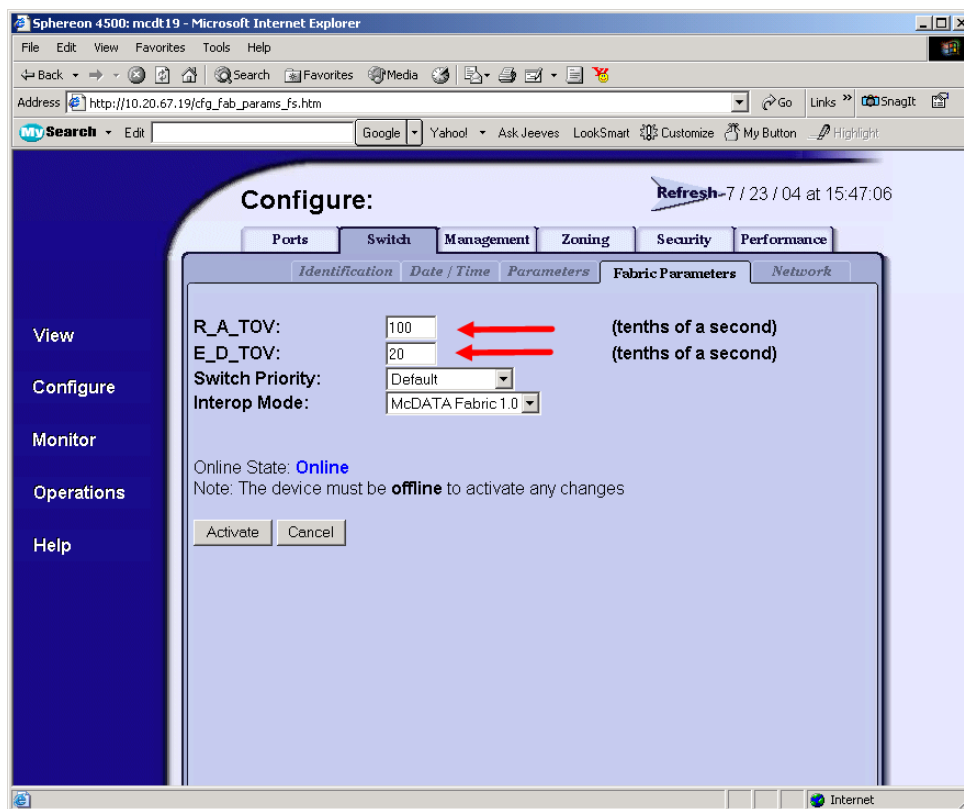 Sphereon 4500: mcdt19 - Microsoft Internet Explorer
File Edit View Favorites Tools Help
Back Search Favorites Media
Address http://10.20.67.19/cfg_fab_params_fs.htm Go Links » SnagIt
My Search Edit Google Yahoo! Ask Jeeves LookSmart Customize My Button Highlight
Configure: Refresh 7 / 23 / 04 at 15:47:06
Ports Switch Management Zoning Security Performance
Identification Date / Time Parameters Fabric Parameters Network
View
Configure
Monitor
Operations
Help
R_A_TOV: 100 (tenths of a second)
E_D_TOV: 20 (tenths of a second)
Switch Priority: Default
Interop Mode: McDATA Fabric 1.0
Online State: Online
Note: The device must be offline to activate any changes
Activate Cancel
Internet